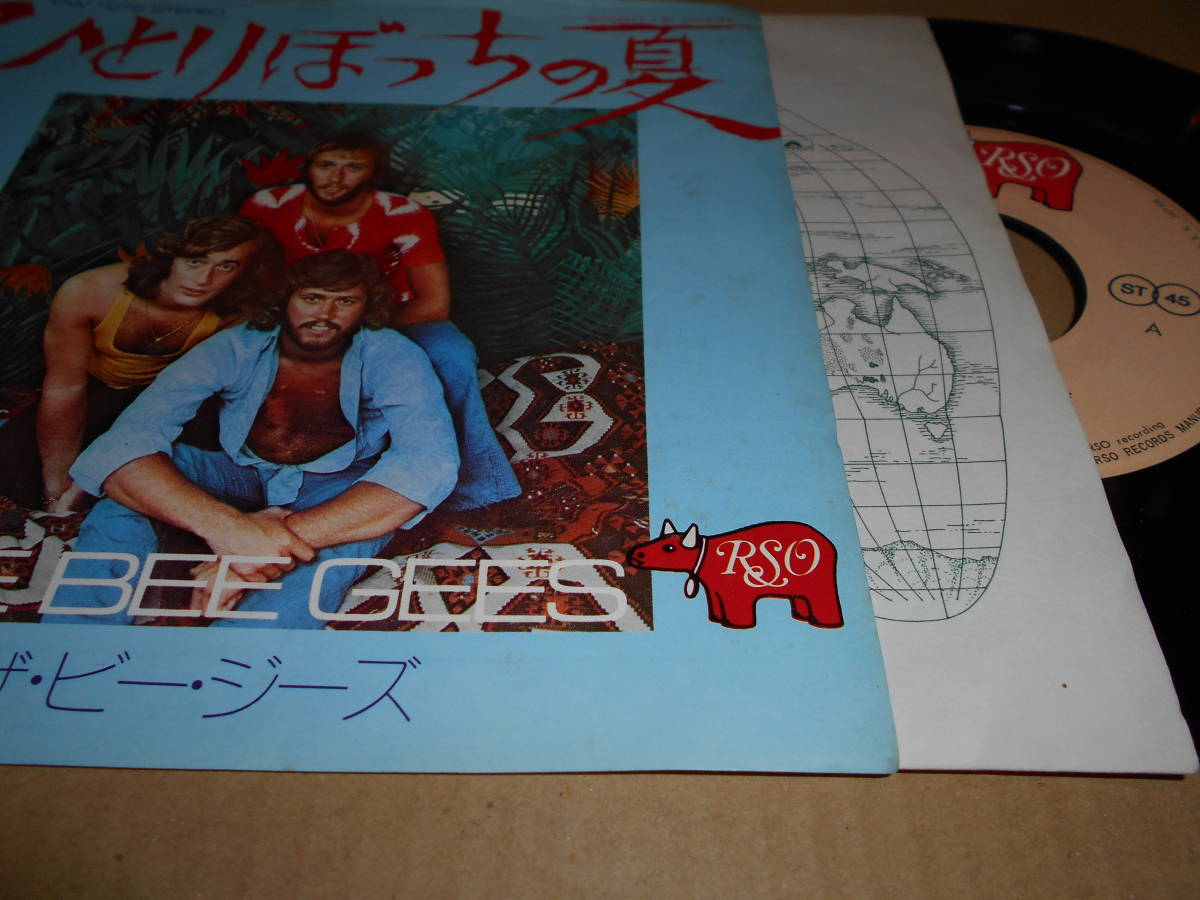 ひとりぼっちの夏
E BEE GEES
RSO
ザ・ビー・ジーズ
RSO
JAPAN
ST 45
A
RSO recording
RSO RECORDS